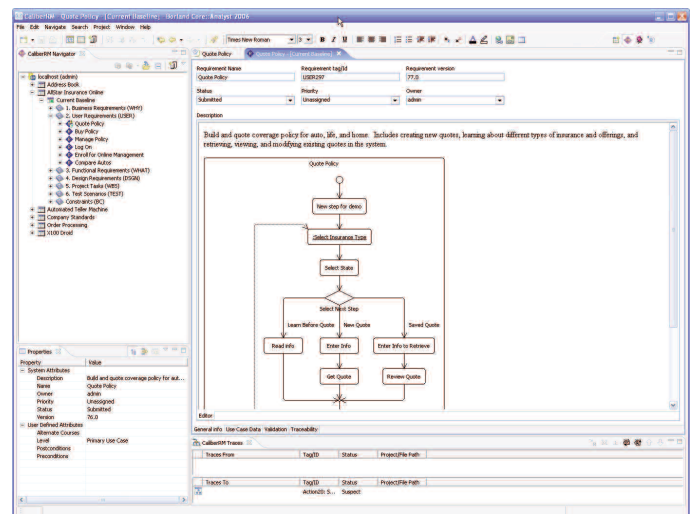 CaliberRM - Quote Policy - [Current Baseline] - Borland Core::Analyst 2006
File Edit Navigate Search Project Window Help
Times New Roman 3 B I U
CaliberRM Navigator
localhost (admin)
Address Book
AllStar Insurance Online
Current Baseline
1. Business Requirements (WHY)
2. User Requirements (USER)
Quote Policy
Buy Policy
Manage Policy
Log On
Enroll for Online Management
Compare Autos
3. Functional Requirements (WHAT)
4. Design Requirements (DSGN)
5. Project Tasks (WBS)
6. Test Scenarios (TEST)
Constraints (BC)
Automated Teller Machine
Company Standards
Order Processing
X100 Droid
Properties
Property Value
System Attributes
Description Build and quote coverage policy for aut...
Name Quote Policy
Owner admin
Priority Unassigned
Status Submitted
Version 76.0
User Defined Attributes
Alternate Courses
Level Primary Use Case
Postconditions
Preconditions
Quote Policy Quote Policy - [Current Baseline]
Requirement Name Requirement tag/id Requirement version
Quote Policy USER297 77.0
Status Priority Owner
Submitted Unassigned admin
Description
Build and quote coverage policy for auto, life, and home. Includes creating new quotes, learning about different types of insurance and offerings, and
retrieving, viewing, and modifying existing quotes in the system.
Quote Policy
New step for demo
:Select Insurance Type
Select State
Select Next Step
Learn Before Quote New Quote Saved Quote
Read info Enter Info Enter Info to Retrieve
Get Quote Review Quote
Editor
General info Use Case Data Validation Traceability
CaliberRM Traces
Traces From Tag/ID Status Project/File Path
Traces To Tag/ID Status Project/File Path
Action20: S... Suspect